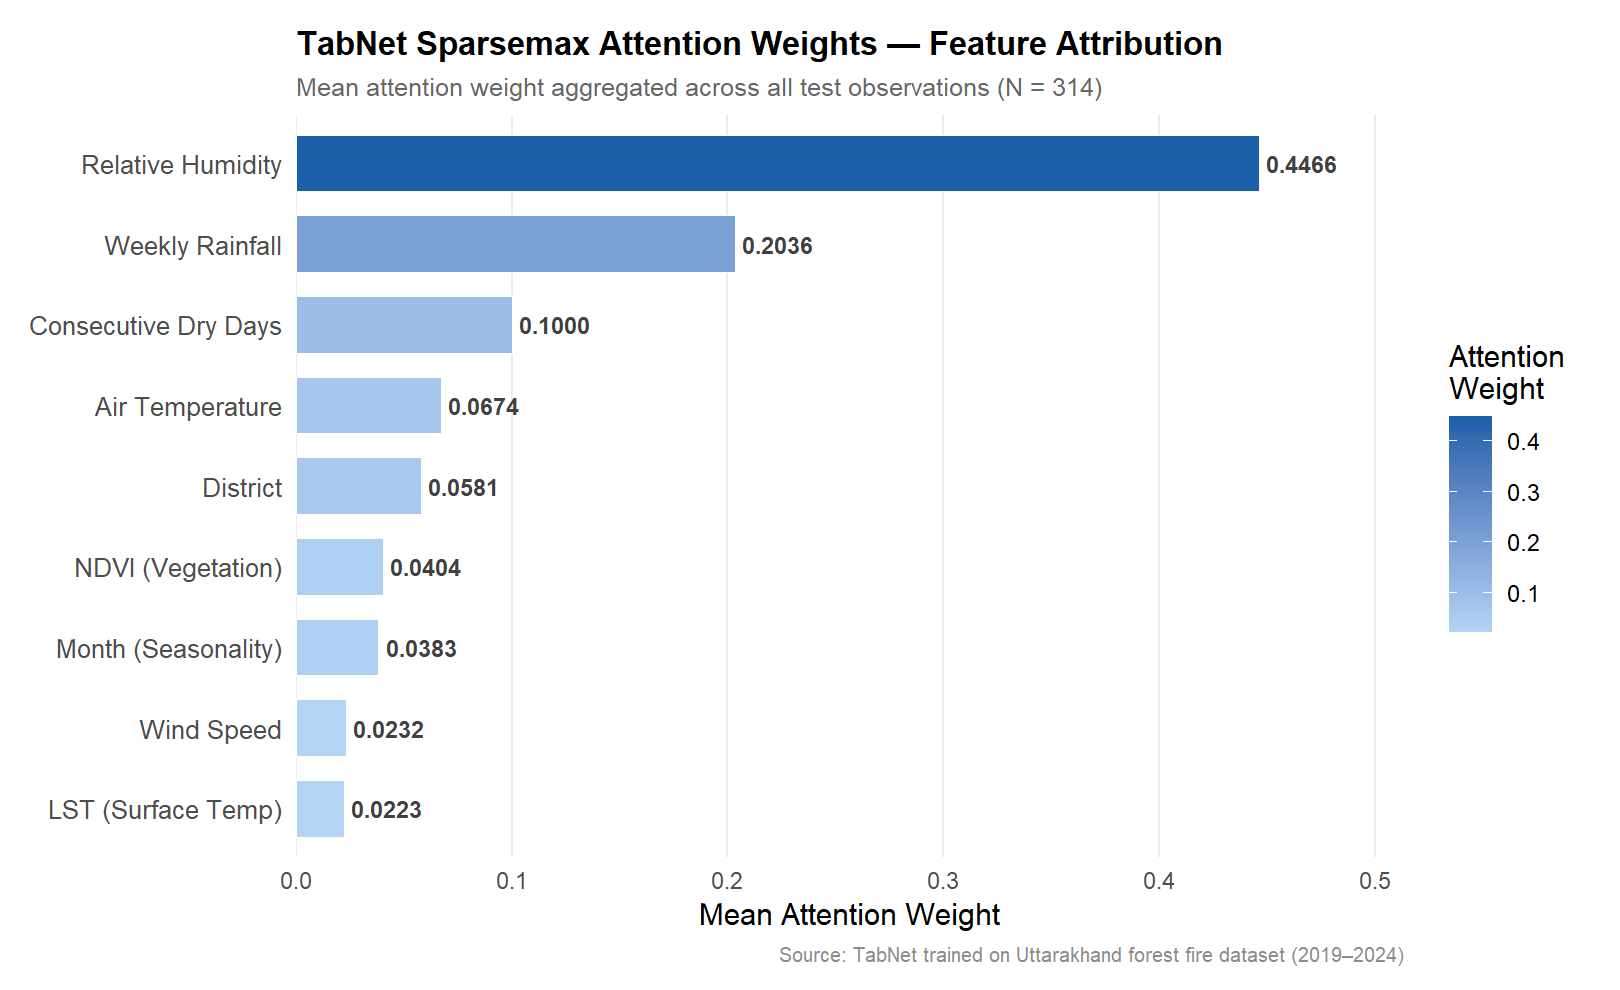 TabNet Sparsemax Attention Weights — Feature Attribution
Mean attention weight aggregated across all test observations (N = 314)
Relative Humidity 0.4466
Weekly Rainfall 0.2036
Consecutive Dry Days 0.1000
Air Temperature 0.0674
District 0.0581
NDVI (Vegetation) 0.0404
Month (Seasonality) 0.0383
Wind Speed 0.0232
LST (Surface Temp) 0.0223
0.0 0.1 0.2 0.3 0.4 0.5
Mean Attention Weight
Attention
Weight
0.4
0.3
0.2
0.1
Source: TabNet trained on Uttarakhand forest fire dataset (2019–2024)